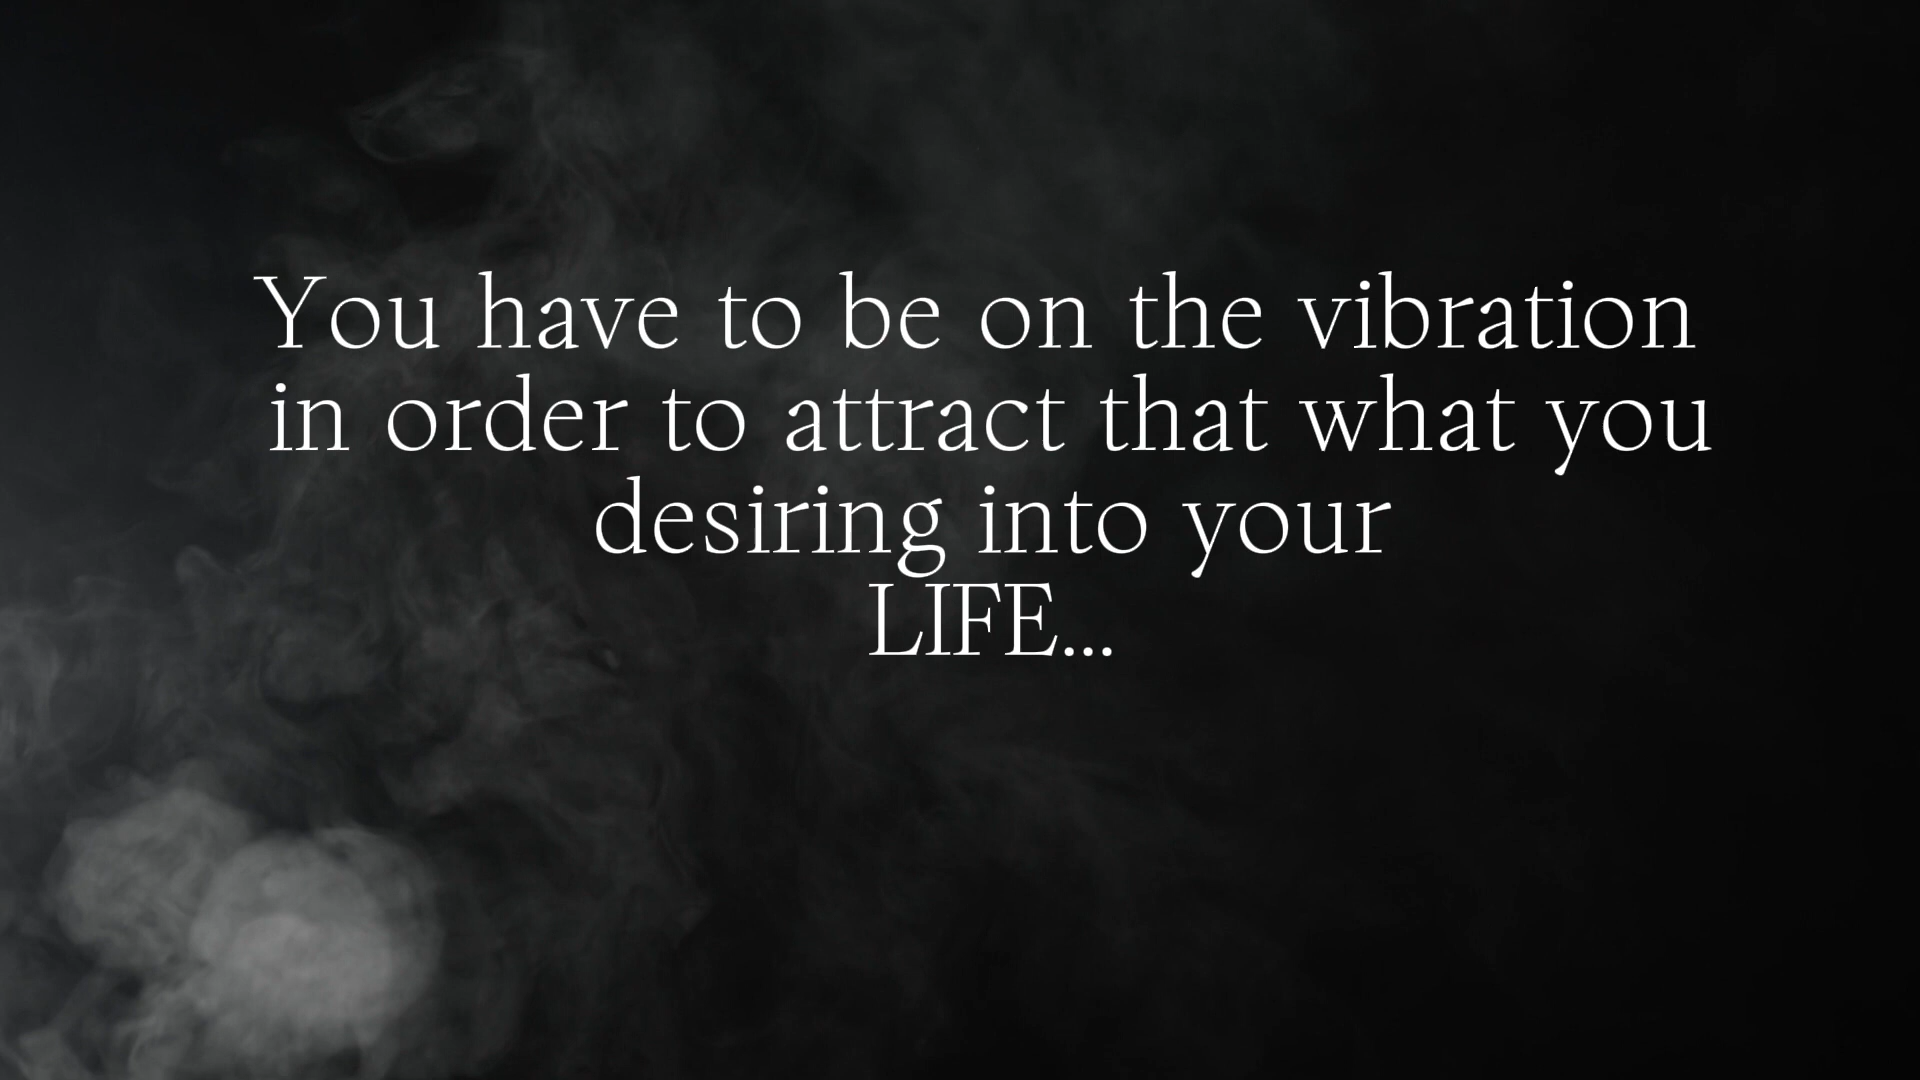 You have to be on the vibration
in order to attract that what you
desiring into your
LIFE...